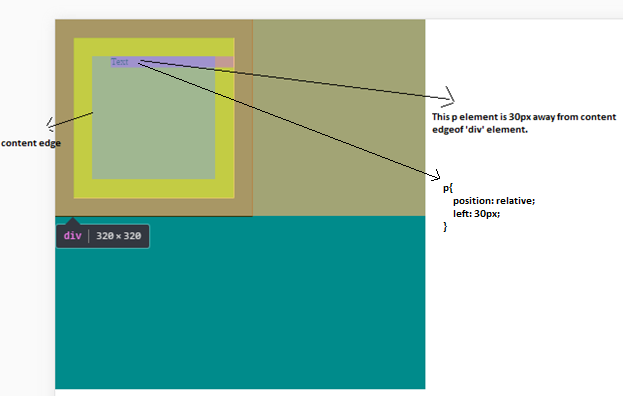 Text
This p element is 30px away from content
edgeof 'div' element.
content edge
p{
position: relative;
left: 30px;
}
div 320 × 320